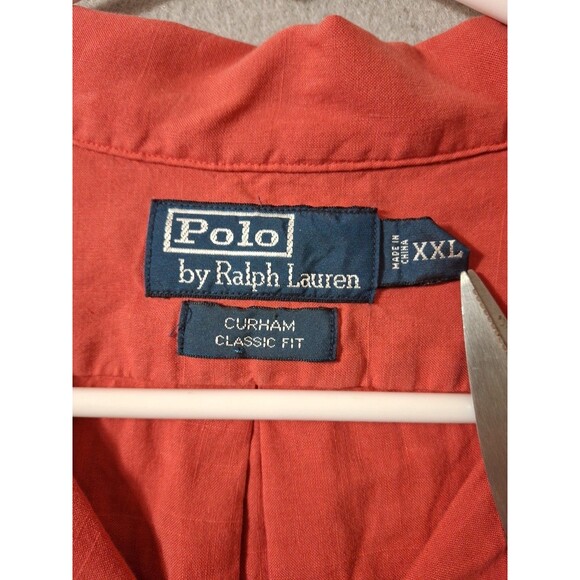 Polo
by Ralph Lauren
MADE IN
CHINA
XXL
CURHAM
CLASSIC FIT